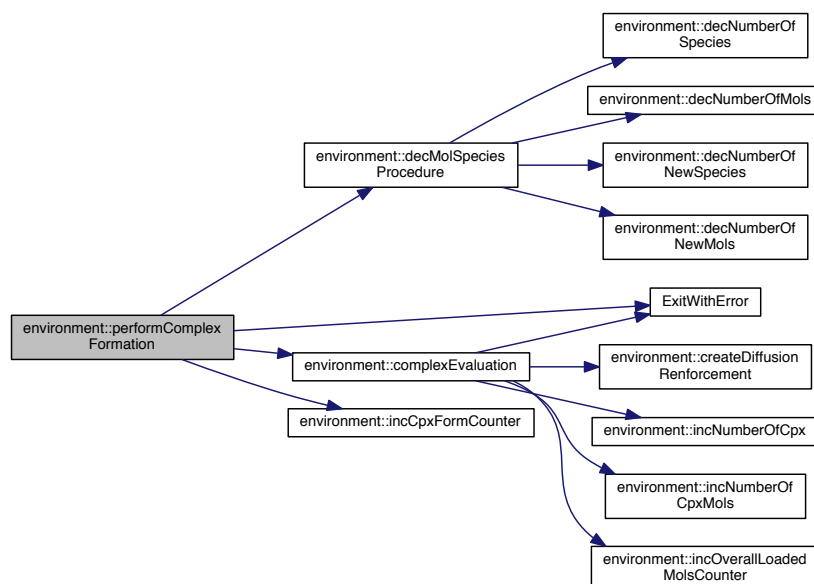 environment::decNumberOf
Species
environment::decNumberOfMols
environment::decMolSpecies
Procedure
environment::decNumberOf
NewSpecies
environment::decNumberOf
NewMols
ExitWithError
environment::performComplex
Formation
environment::complexEvaluation
environment::createDiffusion
Renforcement
environment::incCpxFormCounter
environment::incNumberOfCpx
environment::incNumberOf
CpxMols
environment::incOverallLoaded
MolsCounter